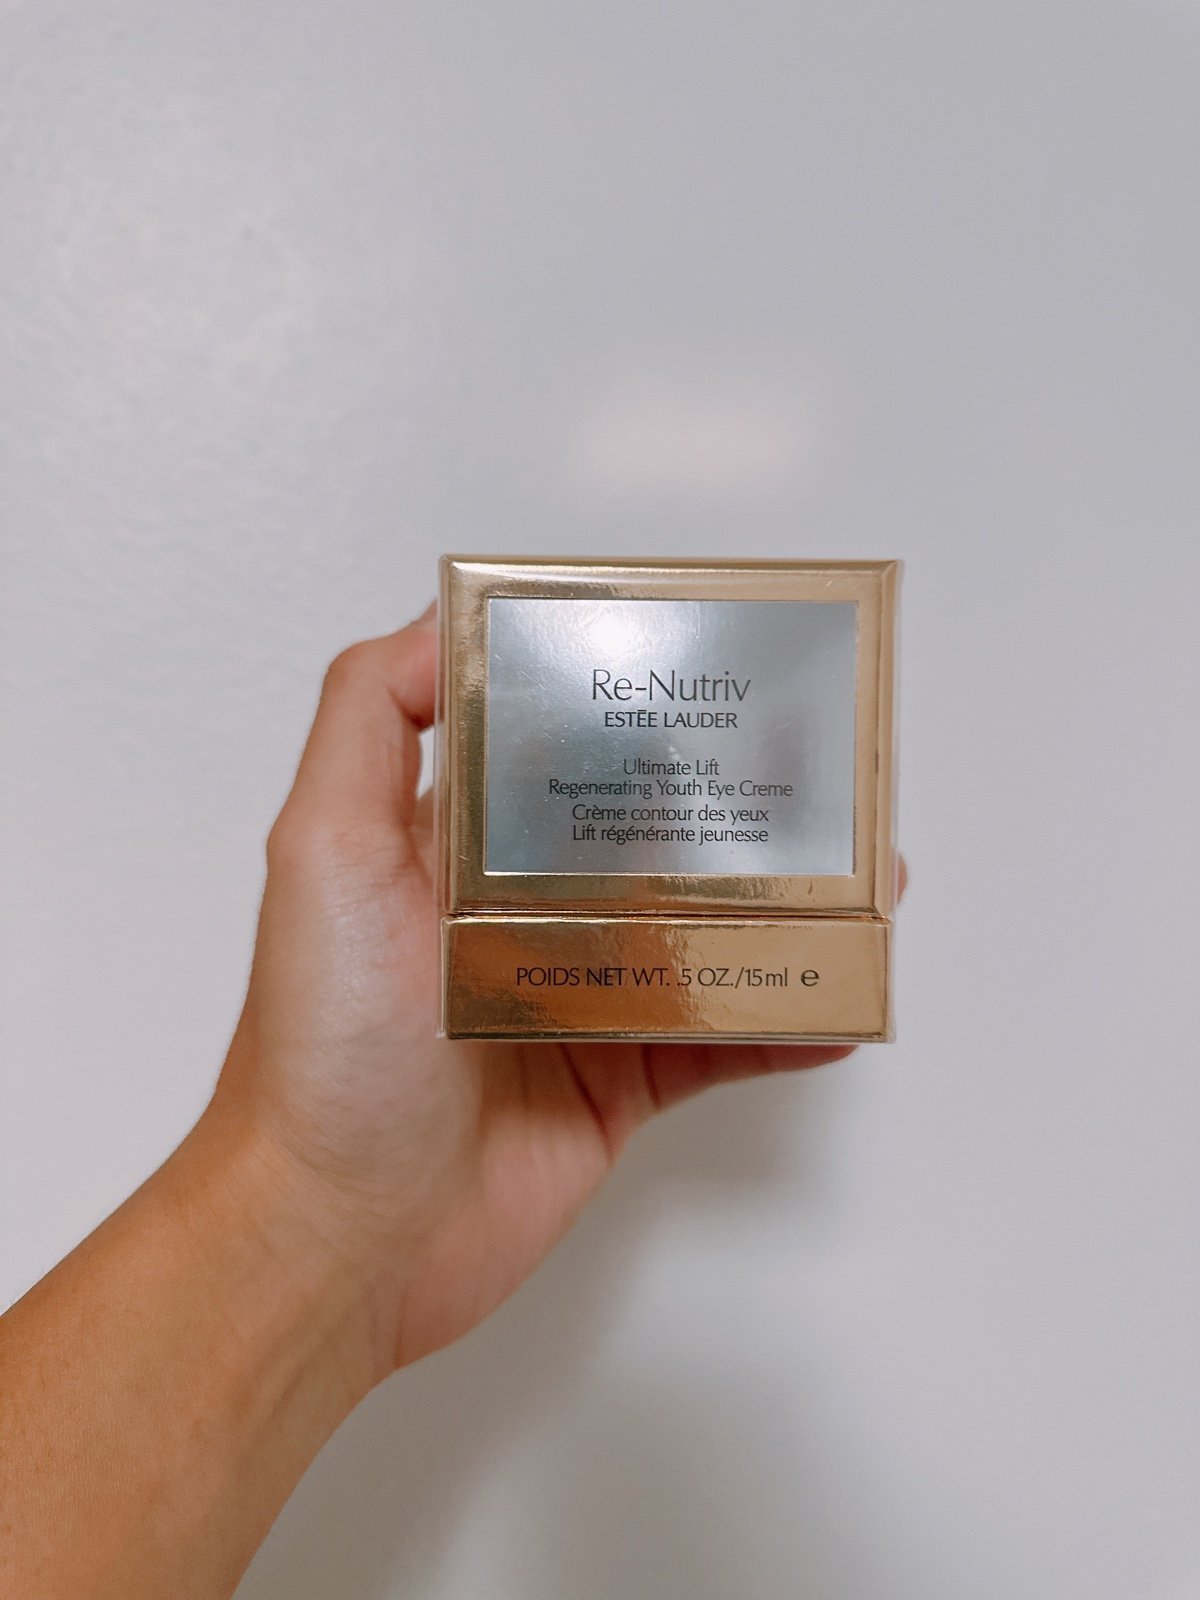 Re-Nutriv
ESTĒE LAUDER
Ultimate Lift
Regenerating Youth Eye Creme
Crème contour des yeux
Lift régénérante jeunesse
POIDS NET WT. .5 OZ./15ml ℮